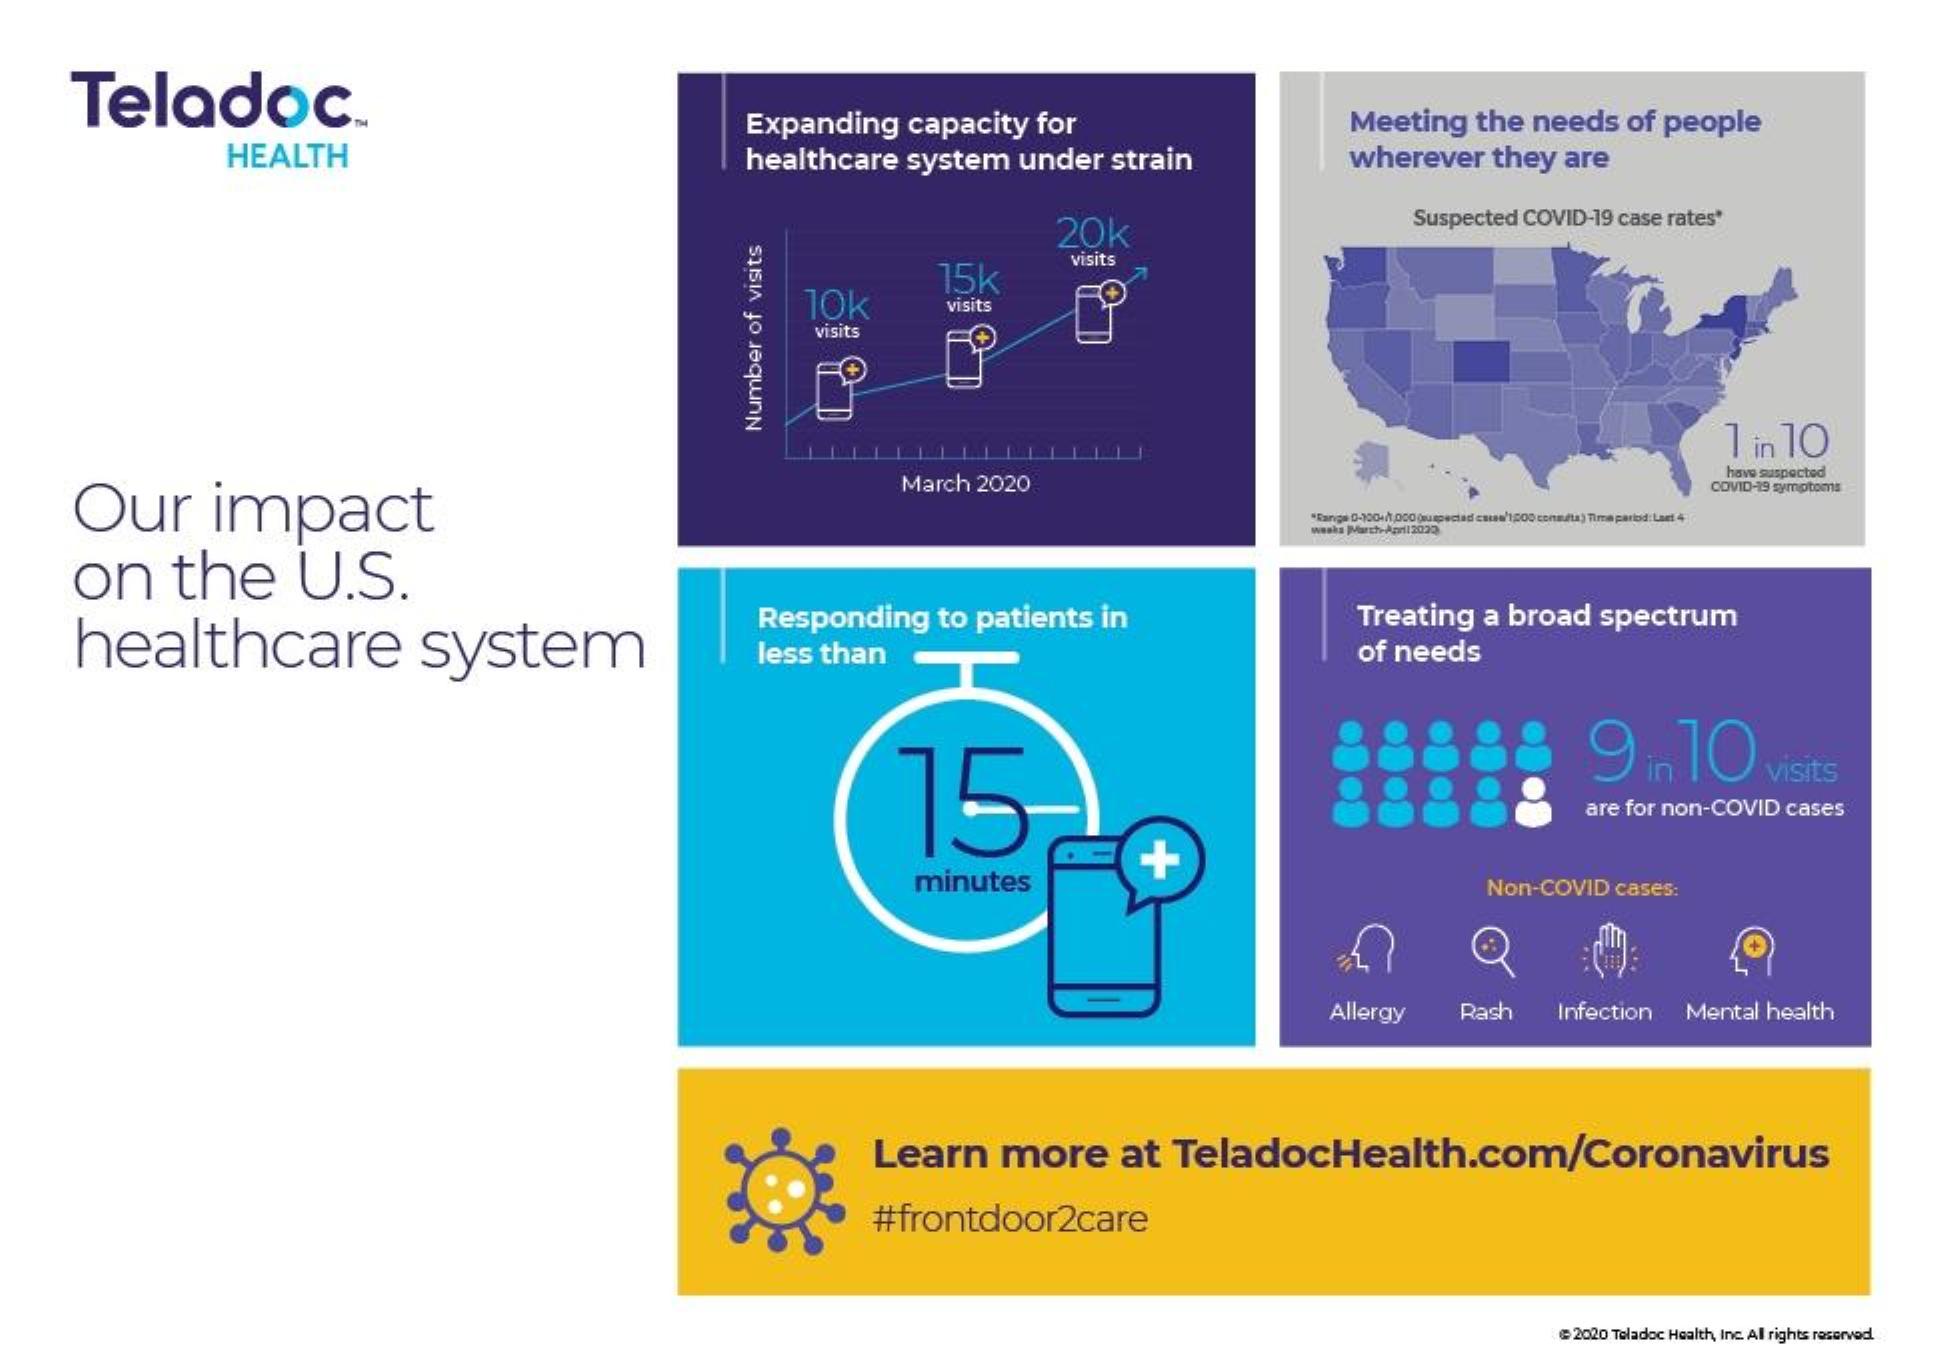 Teladoc™
HEALTH
Our impact
on the U.S.
healthcare system
Expanding capacity for
healthcare system under strain
Number of visits
10k
visits
15k
visits
20k
visits
March 2020
Meeting the needs of people
wherever they are
Suspected COVID-19 case rates*
1 in 10
have suspected
COVID-19 symptoms
*Range 0-100+/1,000 (suspected cases/1,000 consults) Time period: Last 4
weeks (March-April 2020).
Responding to patients in
less than
15
minutes
Treating a broad spectrum
of needs
9 in 10 visits
are for non-COVID cases
Non-COVID cases:
Allergy
Rash
Infection
Mental health
Learn more at TeladocHealth.com/Coronavirus
#frontdoor2care
© 2020 Teladoc Health, Inc. All rights reserved.